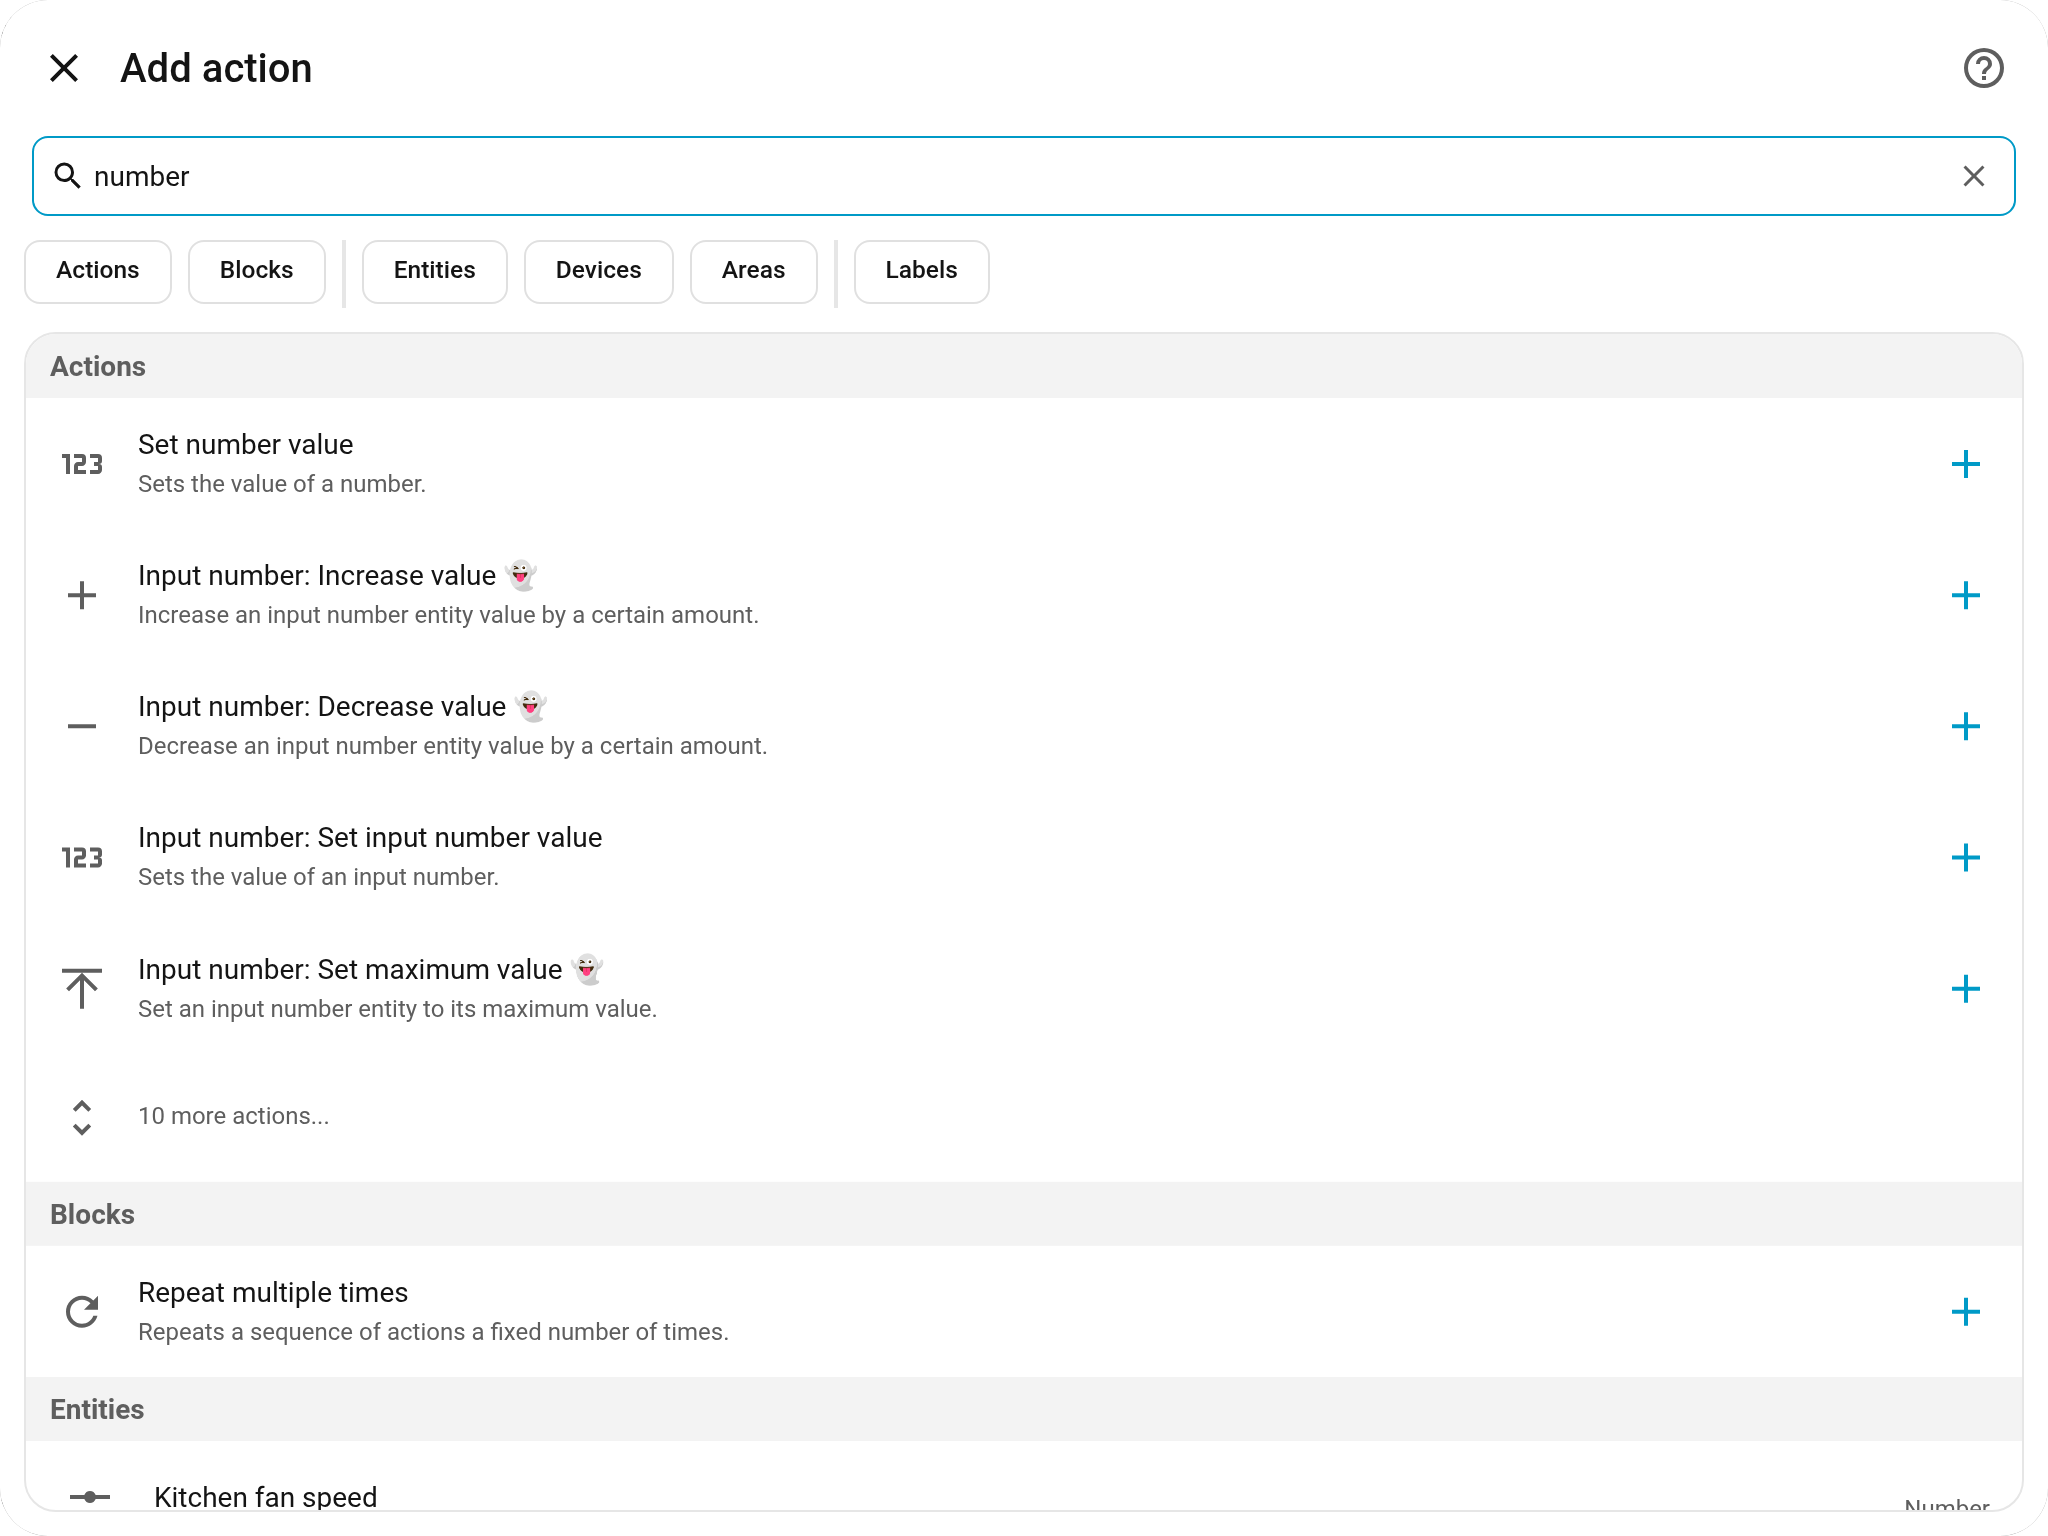 Add action
number
Actions
Blocks
Entities
Devices
Areas
Labels
Actions
123
Set number value
Sets the value of a number.
Input number: Increase value 👻
Increase an input number entity value by a certain amount.
Input number: Decrease value 👻
Decrease an input number entity value by a certain amount.
123
Input number: Set input number value
Sets the value of an input number.
Input number: Set maximum value 👻
Set an input number entity to its maximum value.
10 more actions...
Blocks
Repeat multiple times
Repeats a sequence of actions a fixed number of times.
Entities
Kitchen fan speed
Number